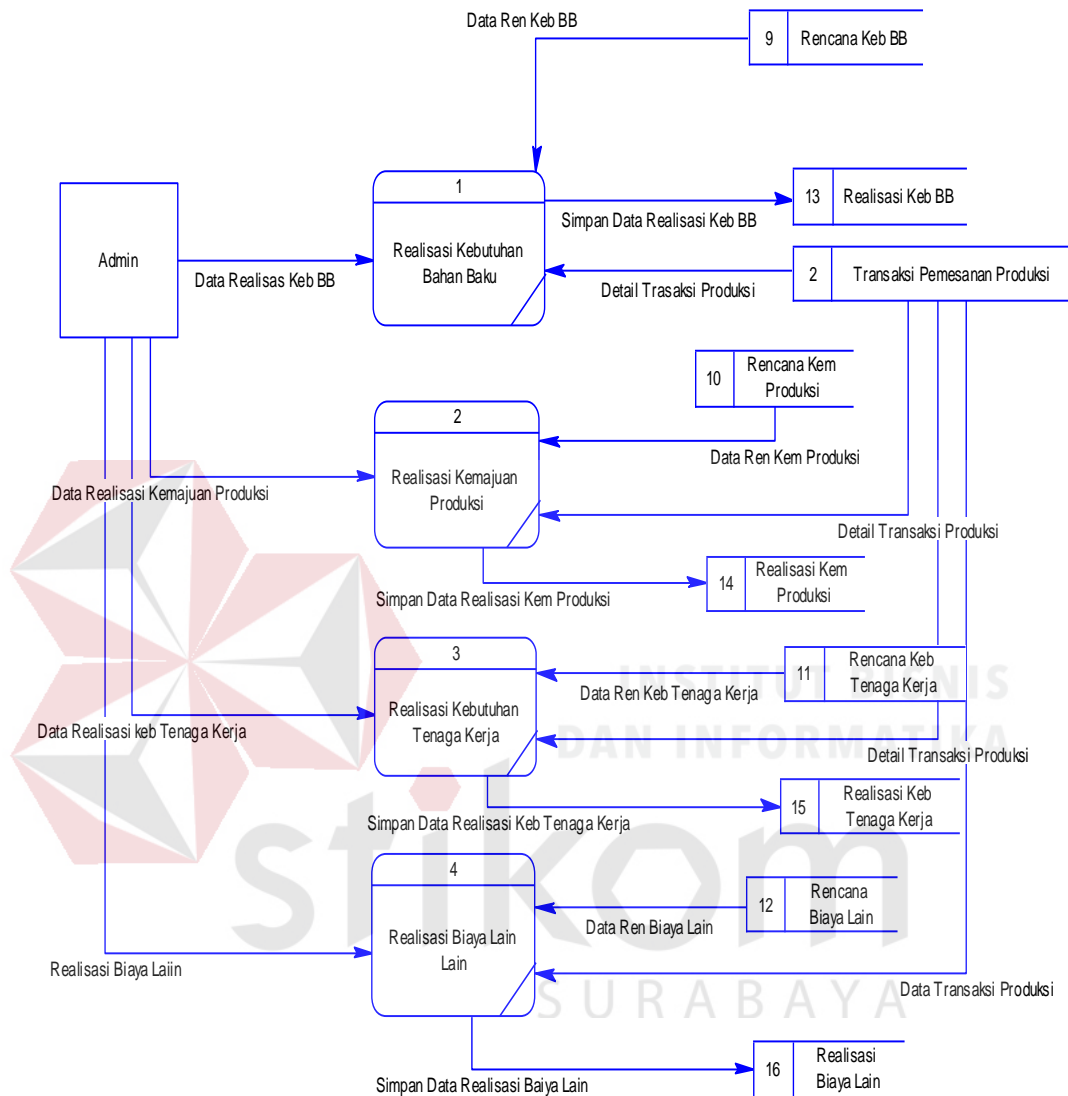 Data Ren Keb BB
9
Rencana Keb BB
1
Realisasi Kebutuhan
Bahan Baku
Admin
Data Realisas Keb BB
Simpan Data Realisasi Keb BB
13
Realisasi Keb BB
Detail Trasaksi Produksi
2
Transaksi Pemesanan Produksi
10
Rencana Kem
Produksi
2
Realisasi Kemajuan
Produksi
Data Ren Kem Produksi
Data Realisasi Kemajuan Produksi
Detail Transaksi Produksi
Simpan Data Realisasi Kem Produksi
14
Realisasi Kem
Produksi
3
Realisasi Kebutuhan
Tenaga Kerja
Data Ren Keb Tenaga Kerja
11
Rencana Keb
Tenaga Kerja
INSTITUT BISNIS
DAN INFORMATIKA
Data Realisasi keb Tenaga Kerja
Detail Transaksi Produksi
Simpan Data Realisasi Keb Tenaga Kerja
15
Realisasi Keb
Tenaga Kerja
stikom
SURABAYA
4
Realisasi Biaya Lain
Lain
Data Ren Biaya Lain
12
Rencana
Biaya Lain
Realisasi Biaya Laiin
Data Transaksi Produksi
Simpan Data Realisasi Baiya Lain
16
Realisasi
Biaya Lain